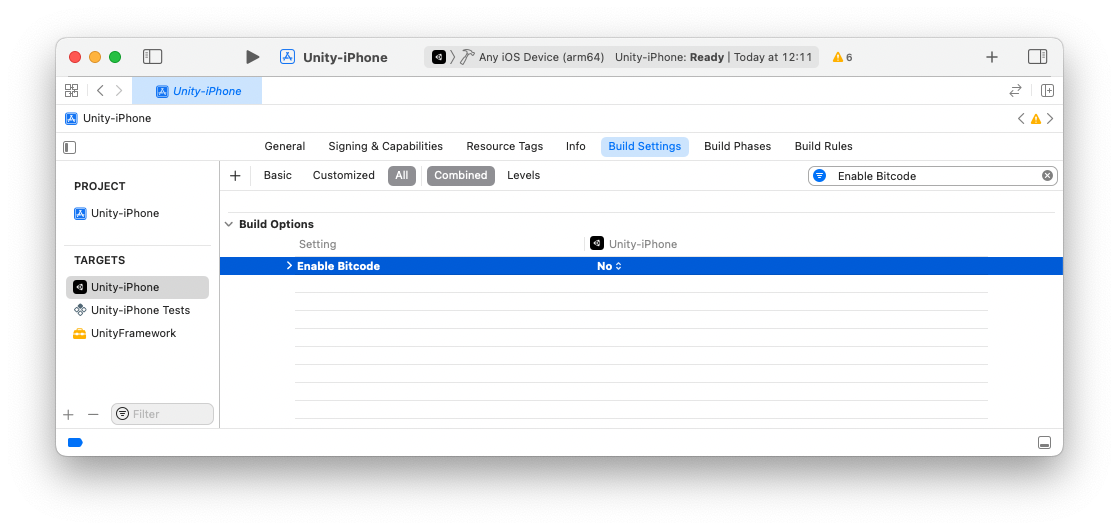 Unity-iPhone
Any iOS Device (arm64) Unity-iPhone: Ready | Today at 12:11
6
Unity-iPhone
Unity-iPhone
General Signing & Capabilities Resource Tags Info Build Settings Build Phases Build Rules
Basic Customized All Combined Levels Enable Bitcode
PROJECT
Unity-iPhone
TARGETS
Unity-iPhone
Unity-iPhone Tests
UnityFramework
Filter
Build Options
Setting Unity-iPhone
Enable Bitcode No